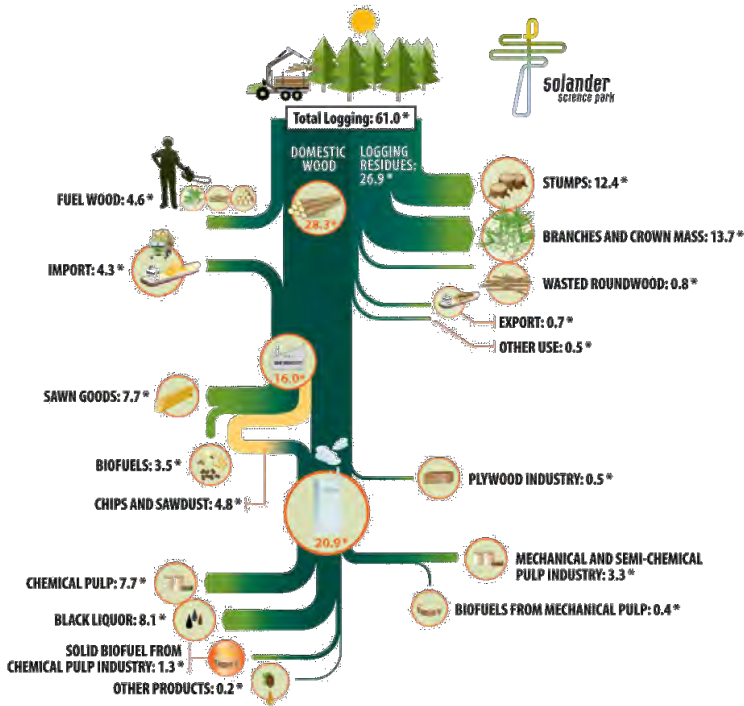 solander
science park
Total Logging: 61.0 *
DOMESTIC
WOOD
LOGGING
RESIDUES:
26.9 *
28.3*
FUEL WOOD: 4.6 *
STUMPS: 12.4 *
BRANCHES AND CROWN MASS: 13.7 *
IMPORT: 4.3 *
WASTED ROUNDWOOD: 0.8 *
EXPORT: 0.7 *
OTHER USE: 0.5 *
16.0*
SAWN GOODS: 7.7 *
BIOFUELS: 3.5 *
CHIPS AND SAWDUST: 4.8 *
PLYWOOD INDUSTRY: 0.5 *
20.9*
MECHANICAL AND SEMI-CHEMICAL
PULP INDUSTRY: 3.3 *
CHEMICAL PULP: 7.7 *
BIOFUELS FROM MECHANICAL PULP: 0.4 *
BLACK LIQUOR: 8.1 *
SOLID BIOFUEL FROM
CHEMICAL PULP INDUSTRY: 1.3 *
OTHER PRODUCTS: 0.2 *